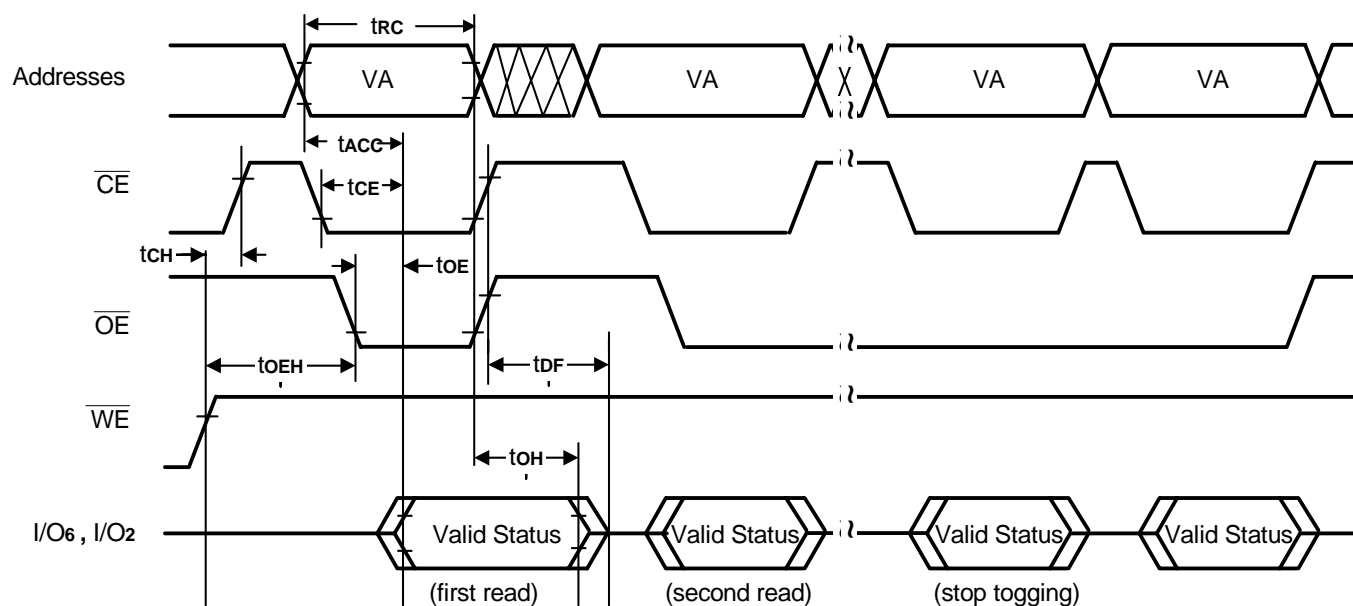 tRC
Addresses VA VA X VA VA
tACC
CE tCE
tCH tOE
OE
tOEH tDF
WE
tOH
I/O6 , I/O2 Valid Status Valid Status Valid Status Valid Status
(first read) (second read) (stop togging)